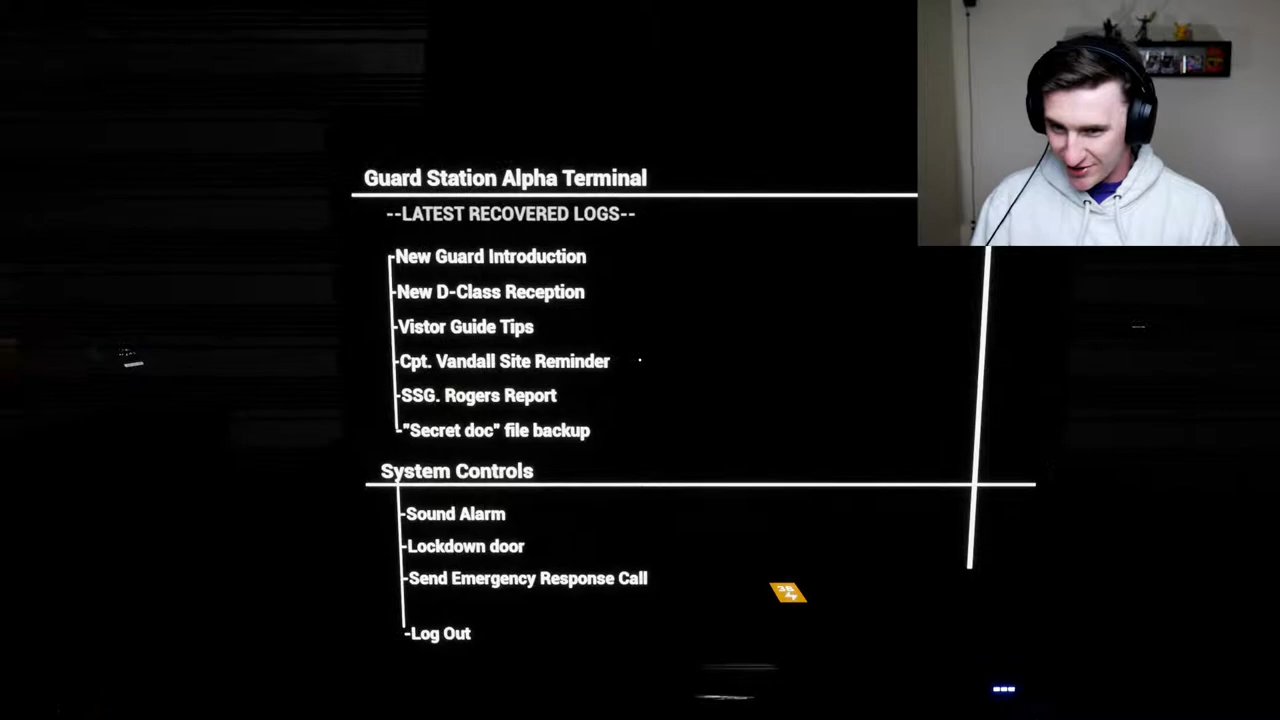 Guard Station Alpha Terminal
--LATEST RECOVERED LOGS--
-New Guard Introduction
-New D-Class Reception
-Vistor Guide Tips
-Cpt. Vandall Site Reminder
-SSG. Rogers Report
-"Secret doc" file backup
System Controls
-Sound Alarm
-Lockdown door
-Send Emergency Response Call
-Log Out